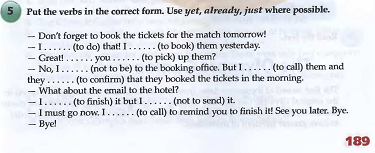 5 Put the verbs in the correct form. Use yet, already, just where possible.
— Don't forget to book the tickets for the match tomorrow!
— I . . . . . . (to do) that! I . . . . . . (to book) them yesterday.
— Great! . . . . . . you . . . . . . (to pick) up them?
— No, I . . . . . . (not to be) to the booking office. But I . . . . . . (to call) them and
they . . . . . . (to confirm) that they booked the tickets in the morning.
— What about the email to the hotel?
— I . . . . . . (to finish) it but I . . . . . . (not to send) it.
— I must go now. I . . . . . . (to call) to remind you to finish it! See you later. Bye.
— Bye!
189